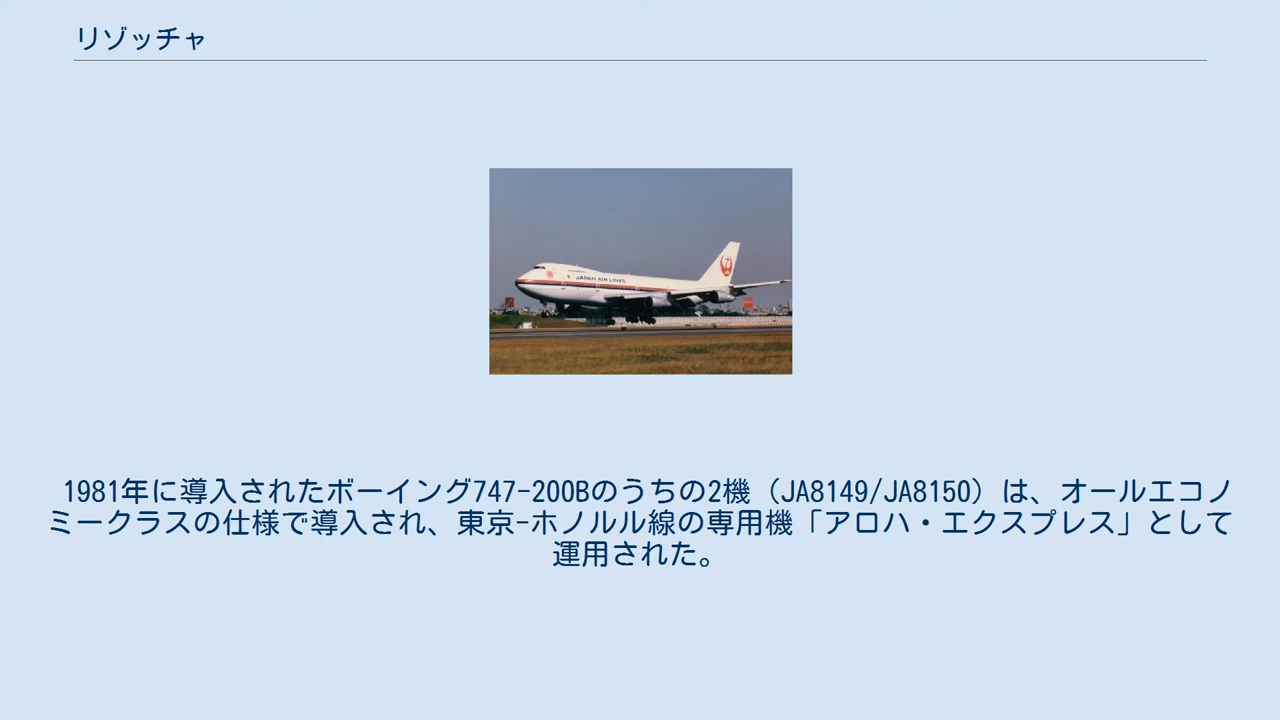 リゾッチャ
JAPAN AIR LINES
1981年に導入されたボーイング747-200Bのうちの2機（JA8149/JA8150）は、オールエコノ
ミークラスの仕様で導入され、東京-ホノルル線の専用機「アロハ・エクスプレス」として
運用された。